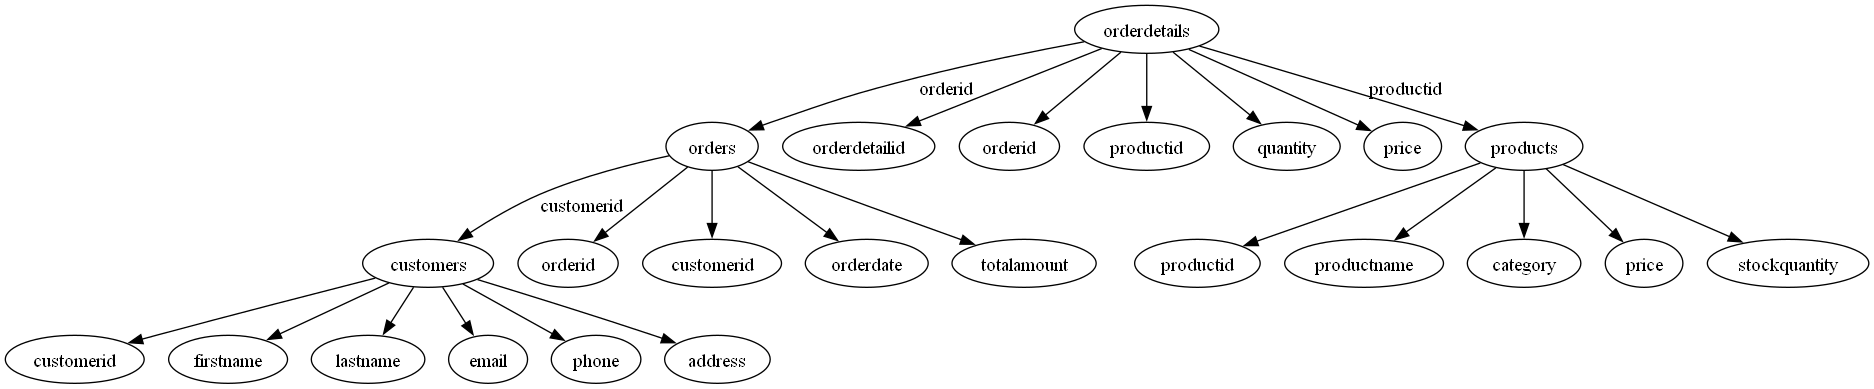 orderdetails
orderid
productid
orders
orderdetailid
orderid
productid
quantity
price
products
customerid
customers
orderid
customerid
orderdate
totalamount
productid
productname
category
price
stockquantity
customerid
firstname
lastname
email
phone
address